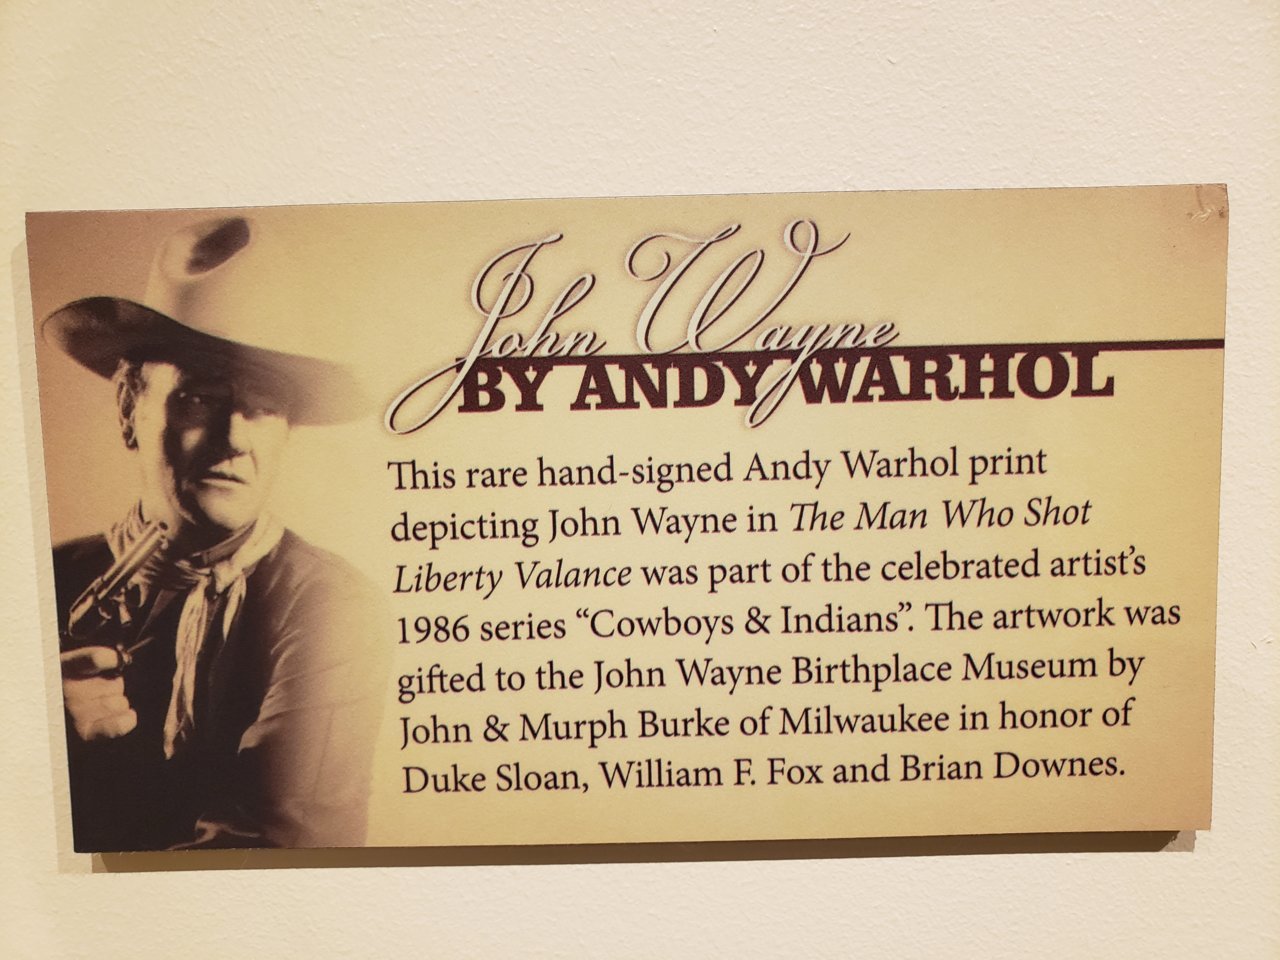 John Wayne
BY ANDY WARHOL
This rare hand-signed Andy Warhol print
depicting John Wayne in The Man Who Shot
Liberty Valance was part of the celebrated artist’s
1986 series “Cowboys & Indians”. The artwork was
gifted to the John Wayne Birthplace Museum by
John & Murph Burke of Milwaukee in honor of
Duke Sloan, William F. Fox and Brian Downes.